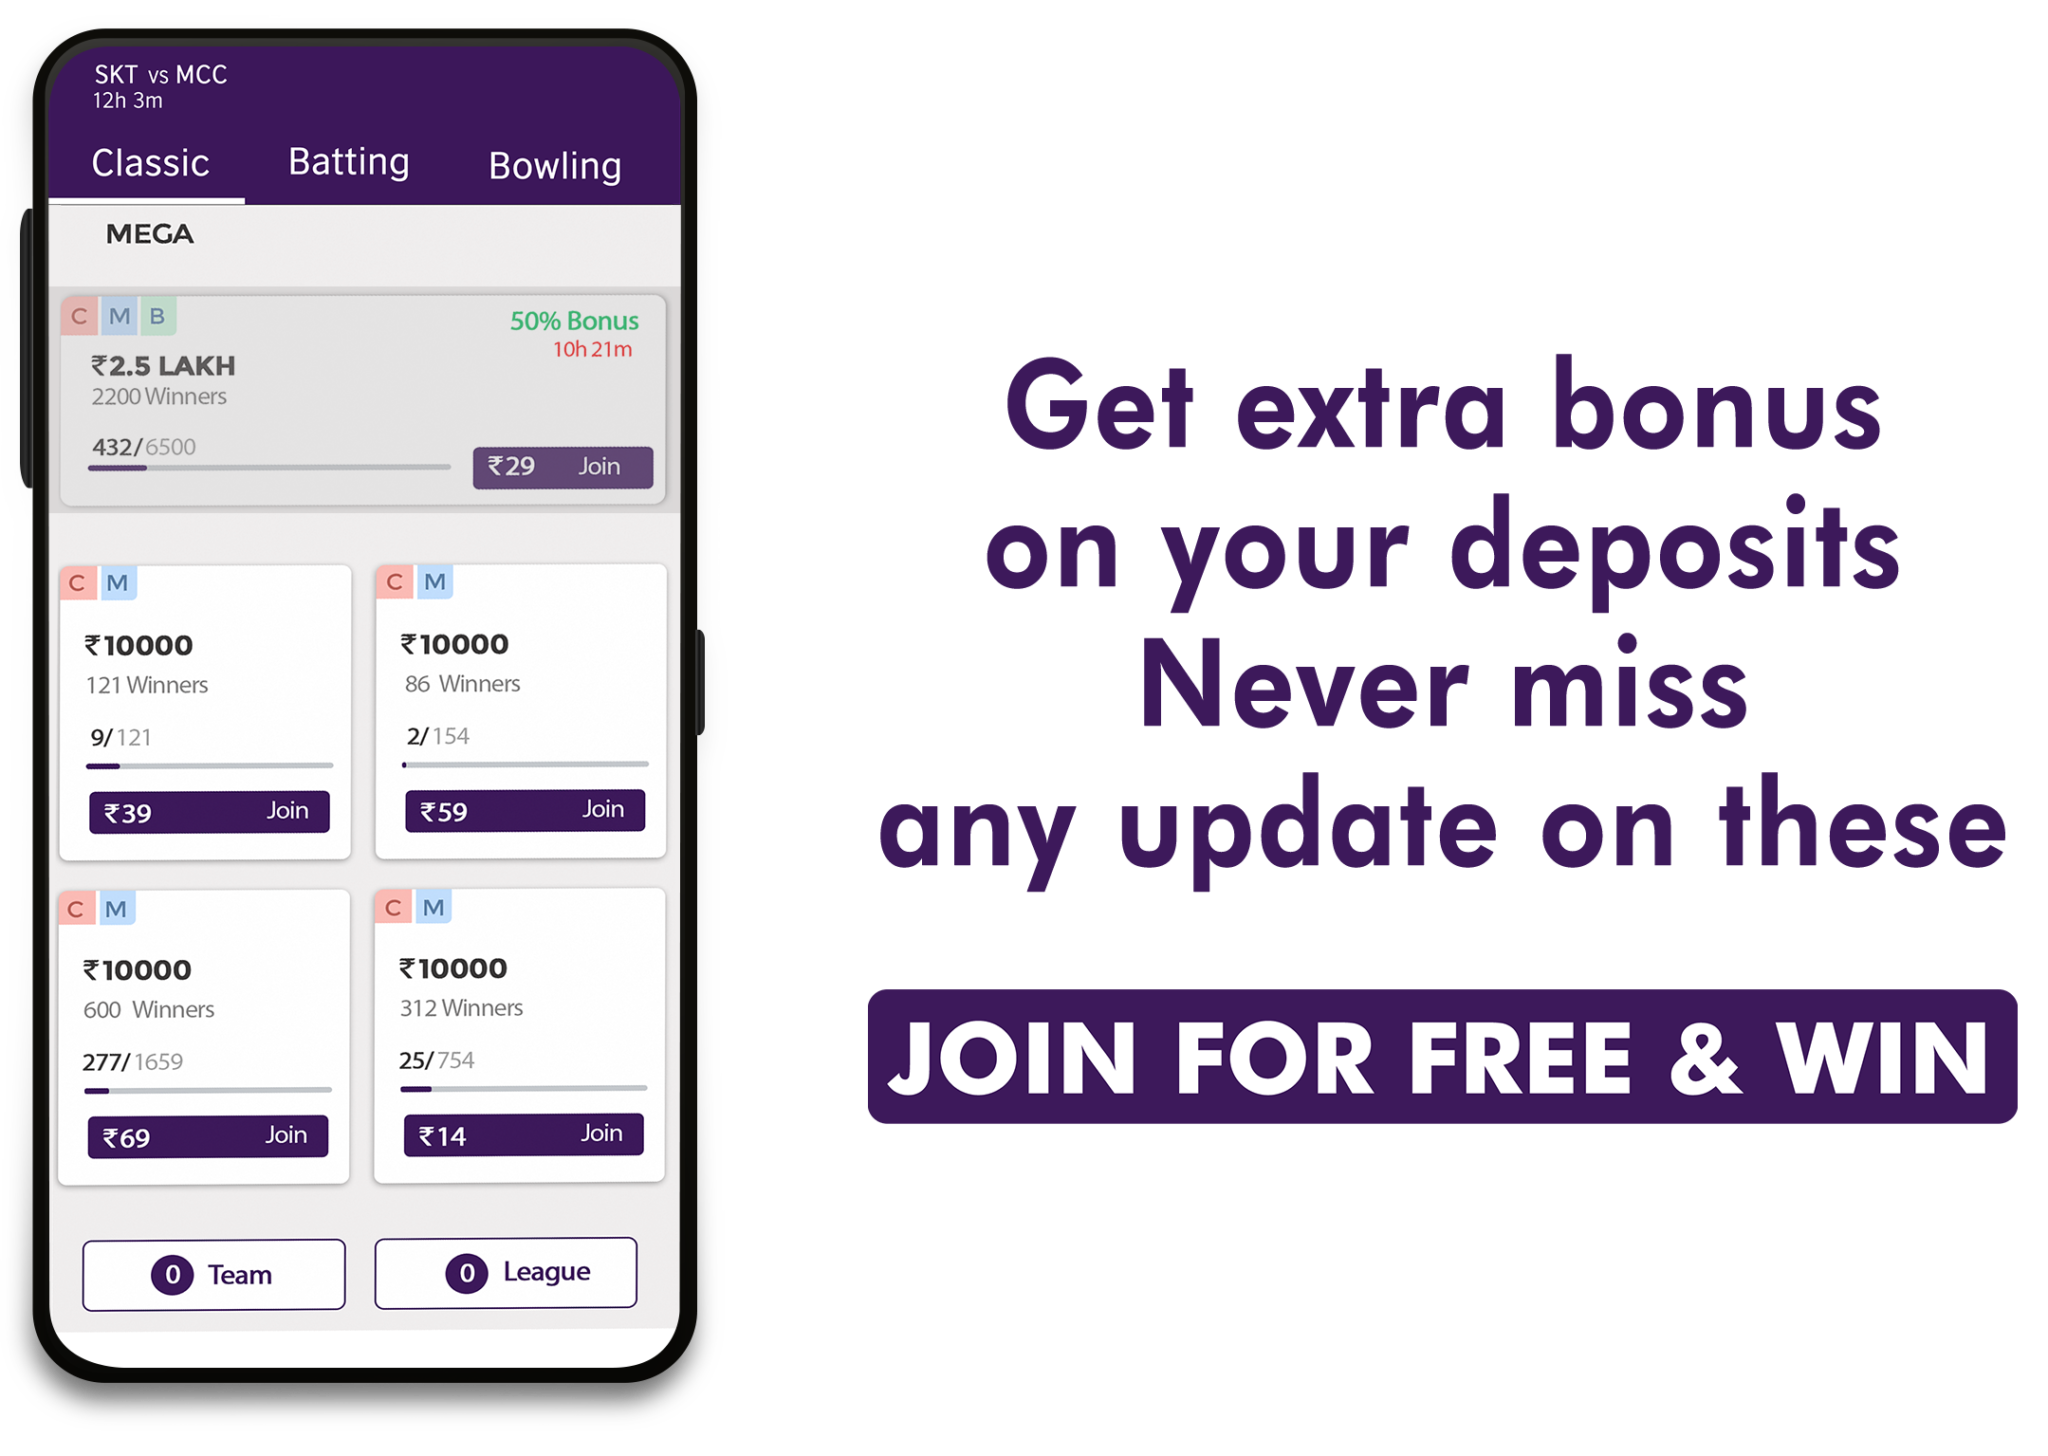 SKT vs MCC
12h 3m
Classic Batting Bowling
MEGA
C M B
50% Bonus
10h 21m
₹2.5 LAKH
2200 Winners
432/6500
₹29 Join
C M
₹10000
121 Winners
9/121
₹39 Join
C M
₹10000
86 Winners
2/154
₹59 Join
C M
₹10000
600 Winners
277/1659
₹69 Join
C M
₹10000
312 Winners
25/754
₹14 Join
0 Team
0 League
Get extra bonus
on your deposits
Never miss
any update on these
JOIN FOR FREE & WIN